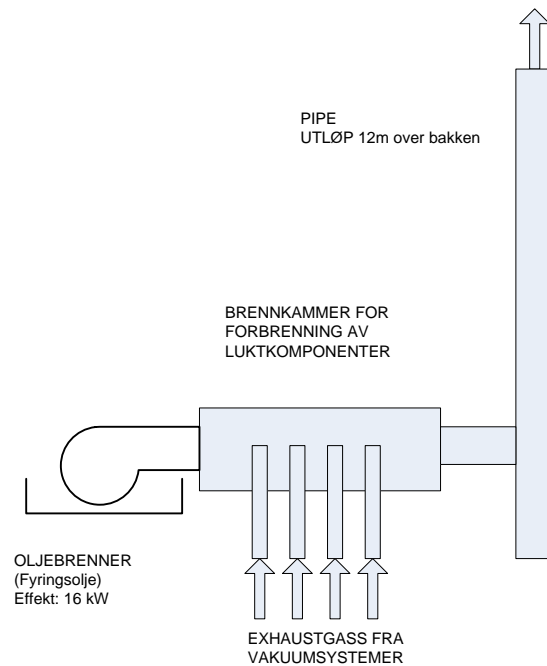 PIPE
UTLØP 12m over bakken
BRENNKAMMER FOR
FORBRENNING AV
LUKTKOMPONENTER
OLJEBRENNER
(Fyringsolje)
Effekt: 16 kW
EXHAUSTGASS FRA
VAKUUMSYSTEMER